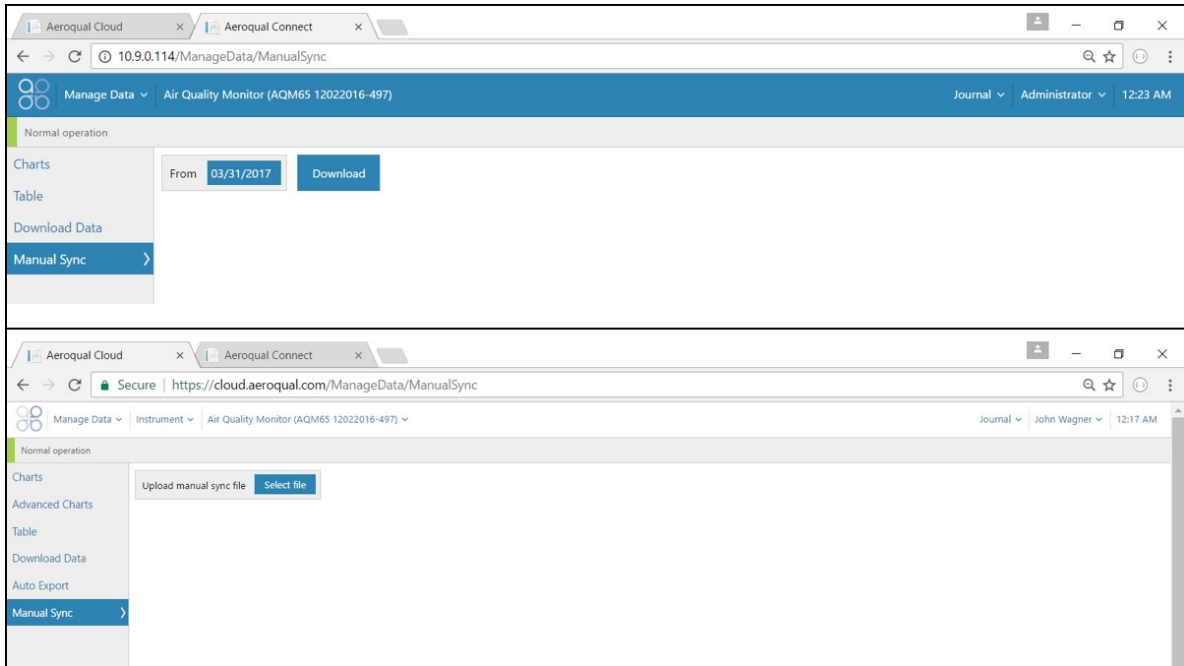 Aeroqual Cloud Aeroqual Connect
10.9.0.114/ManageData/ManualSync
Manage Data Air Quality Monitor (AQM65 12022016-497) Journal Administrator 12:23 AM
Normal operation
Charts
From 03/31/2017 Download
Table
Download Data
Manual Sync
Aeroqual Cloud Aeroqual Connect
Secure https://cloud.aeroqual.com/ManageData/ManualSync
Manage Data Instrument Air Quality Monitor (AQM65 12022016-497) Journal John Wagner 12:17 AM
Normal operation
Charts
Upload manual sync file Select file
Advanced Charts
Table
Download Data
Auto Export
Manual Sync